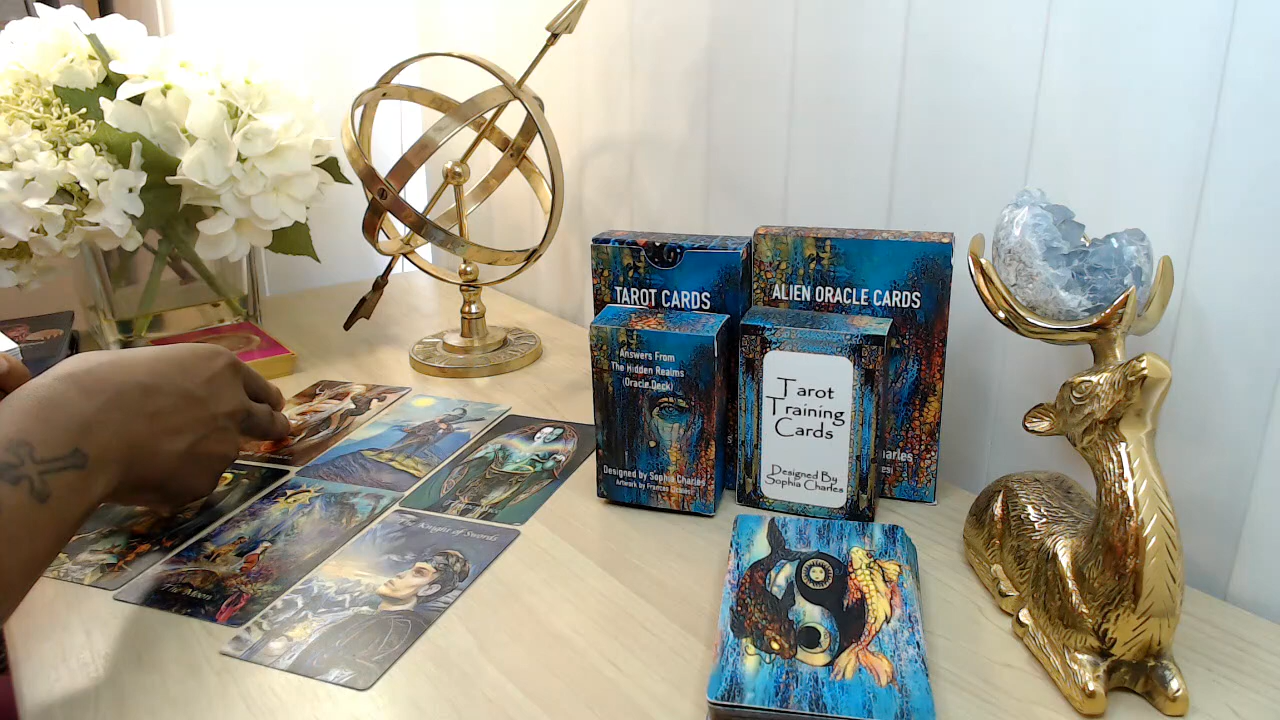 TAROT CARDS
ALIEN ORACLE CARDS
Answers From
The Hidden Realms
(Oracle Deck)
Designed by Sophia Charles
Tarot
Training
Cards
Designed By
Sophia Charles
The Knight of Swords
The Moon